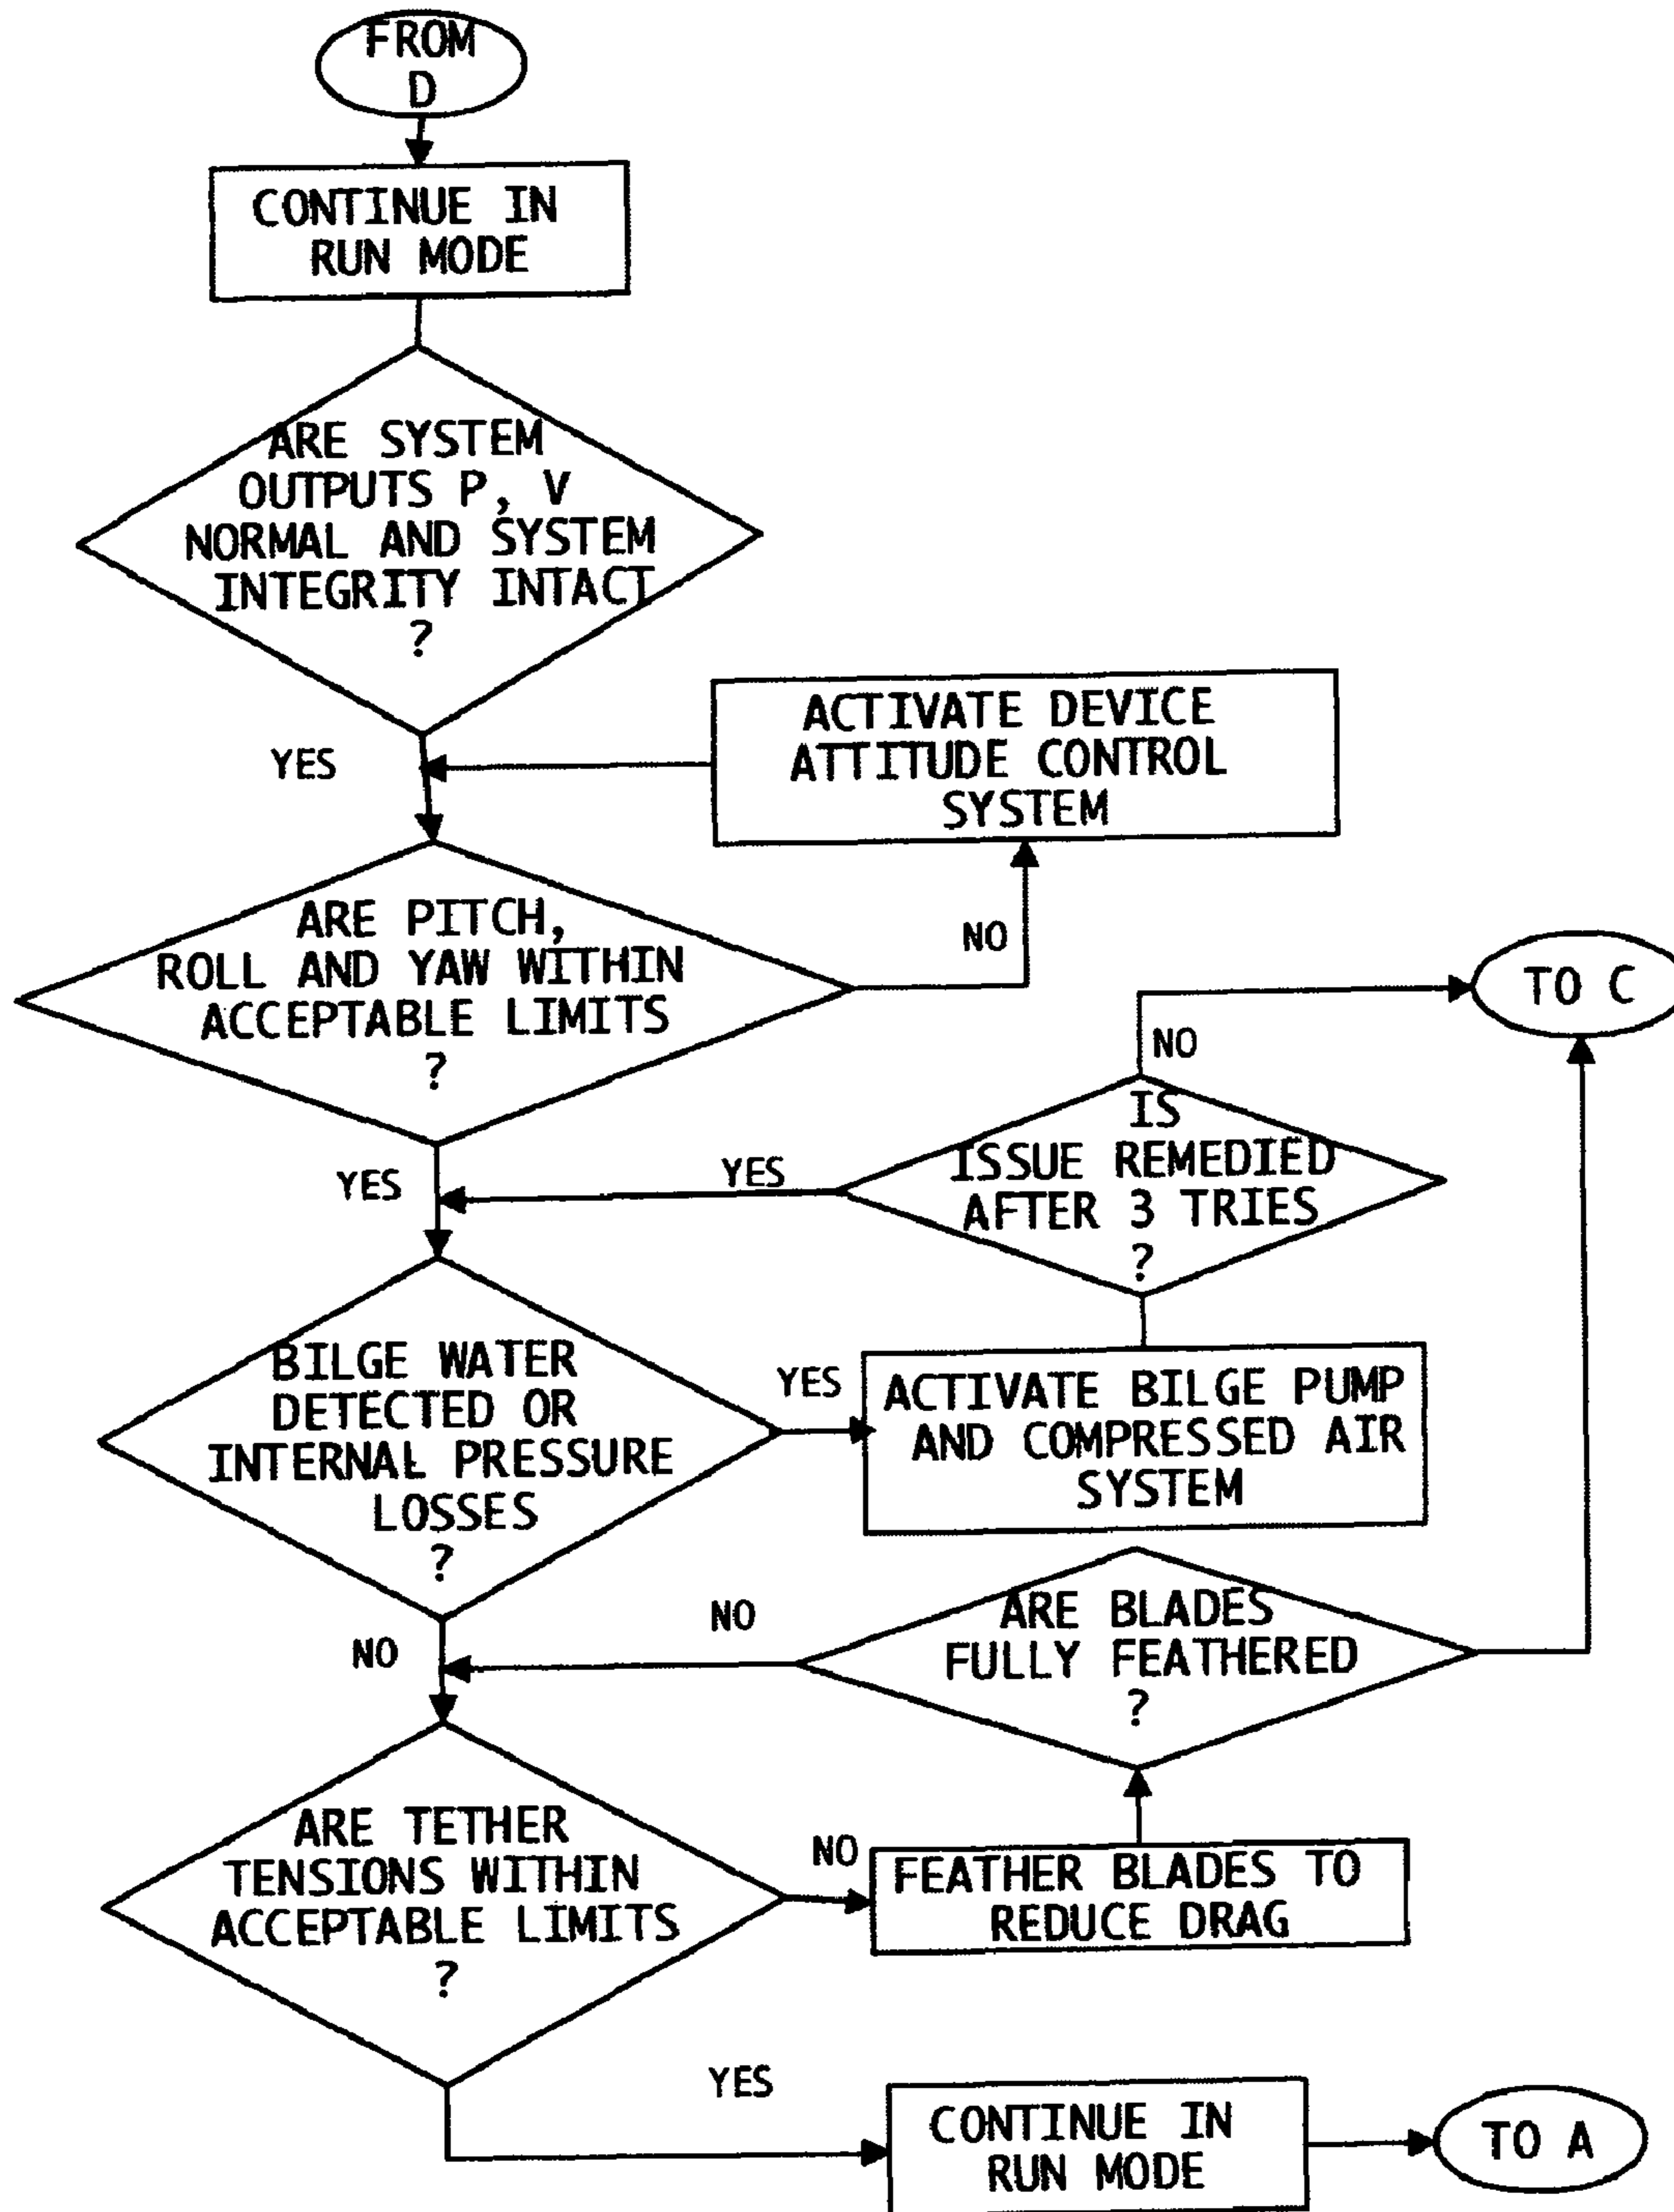 FROM
D
CONTINUE IN
RUN MODE
ARE SYSTEM
OUTPUTS P, V
NORMAL AND SYSTEM
INTEGRITY INTACT
?
YES
ACTIVATE DEVICE
ATTITUDE CONTROL
SYSTEM
ARE PITCH,
ROLL AND YAW WITHIN
ACCEPTABLE LIMITS
?
NO
TO C
NO
IS
ISSUE REMEDIED
AFTER 3 TRIES
?
YES
YES
BILGE WATER
DETECTED OR
INTERNAL PRESSURE
LOSSES
?
YES
ACTIVATE BILGE PUMP
AND COMPRESSED AIR
SYSTEM
NO
NO
ARE BLADES
FULLY FEATHERED
?
ARE TETHER
TENSIONS WITHIN
ACCEPTABLE LIMITS
?
NO
FEATHER BLADES TO
REDUCE DRAG
YES
CONTINUE IN
RUN MODE
TO A